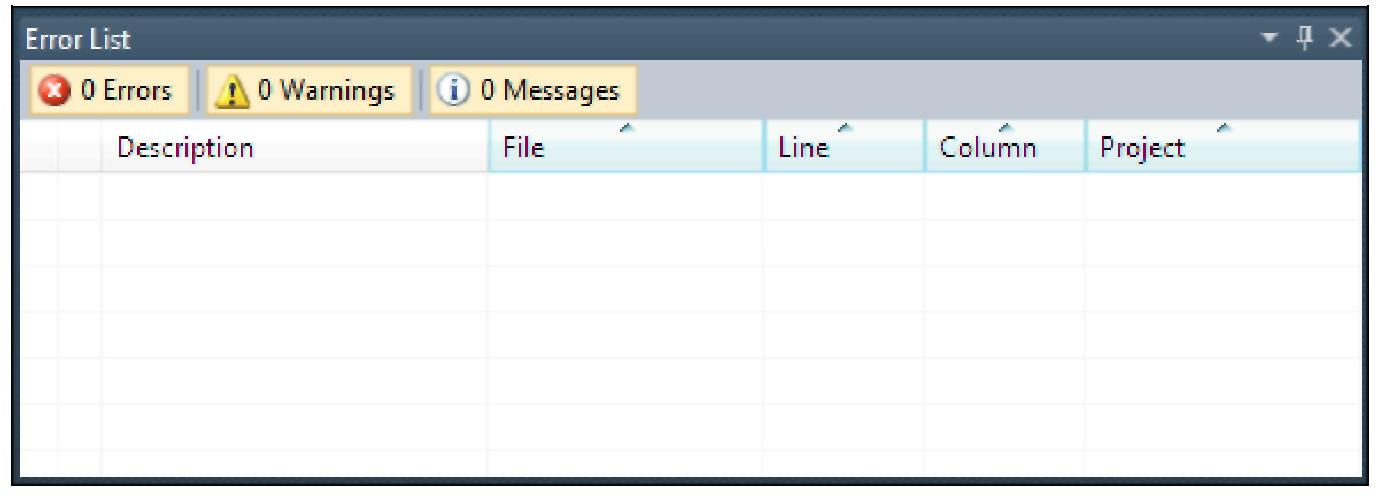 Error List
0 Errors 0 Warnings 0 Messages
Description File Line Column Project